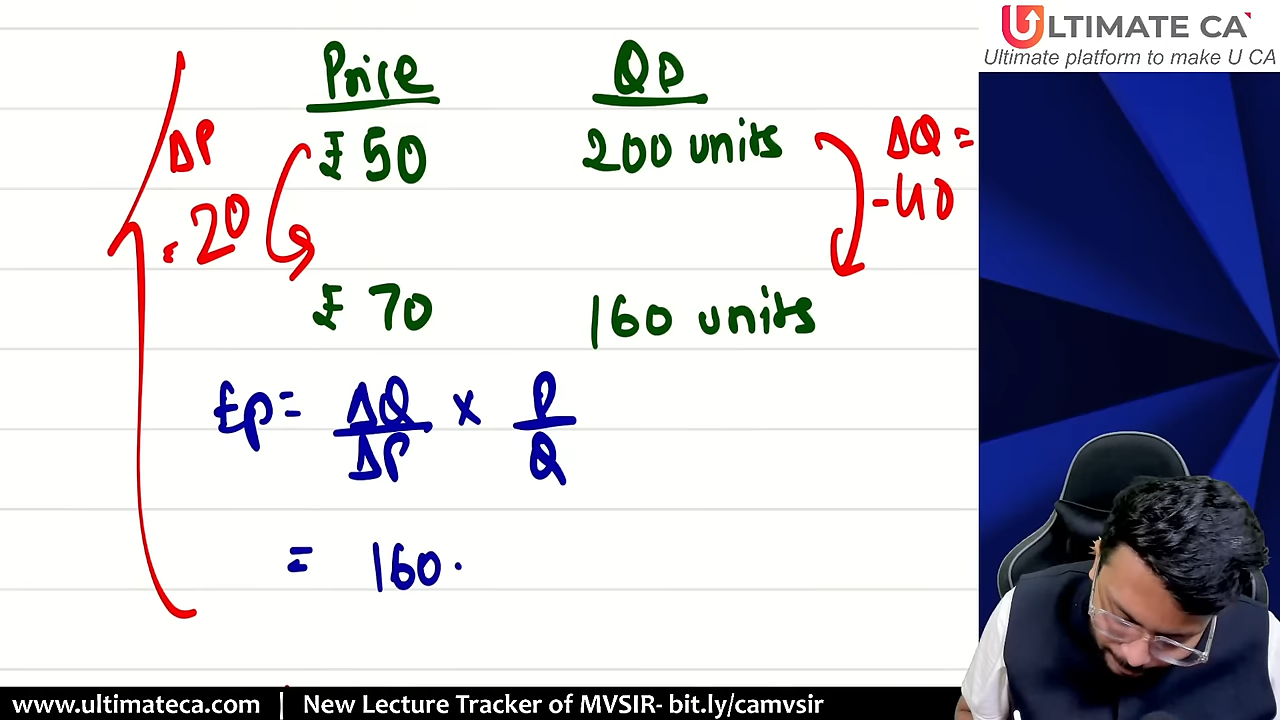 ULTIMATE CA
Ultimate platform to make U CA
Price QD
₹ 50 200 units
ΔP = 20
ΔQ = -40
₹ 70 160 units
Ep = ΔQ/ΔP × P/Q
= 160.
www.ultimateca.com | New Lecture Tracker of MVSIR- bit.ly/camvsir